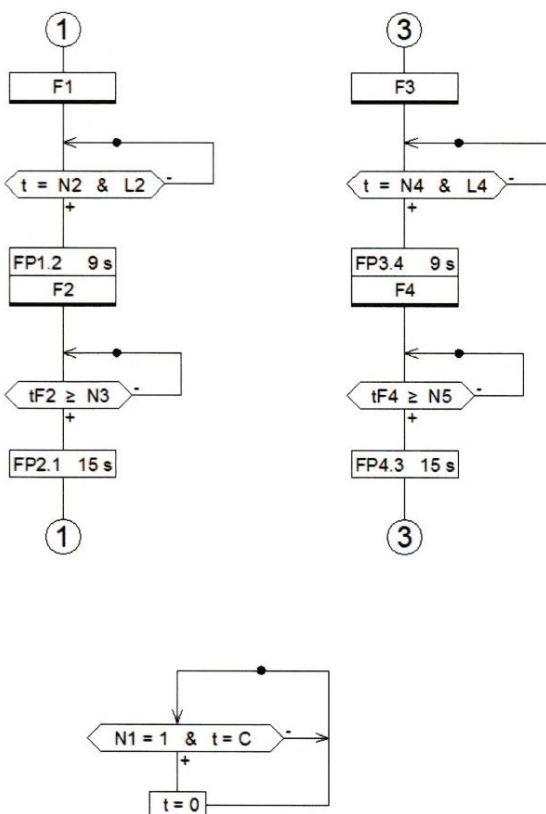 1
F1
t = N2 & L2 -
+
FP1.2 9 s
F2
tF2 ≥ N3 -
+
FP2.1 15 s
1
3
F3
t = N4 & L4 -
+
FP3.4 9 s
F4
tF4 ≥ N5 -
+
FP4.3 15 s
3
N1 = 1 & t = C -
+
t = 0